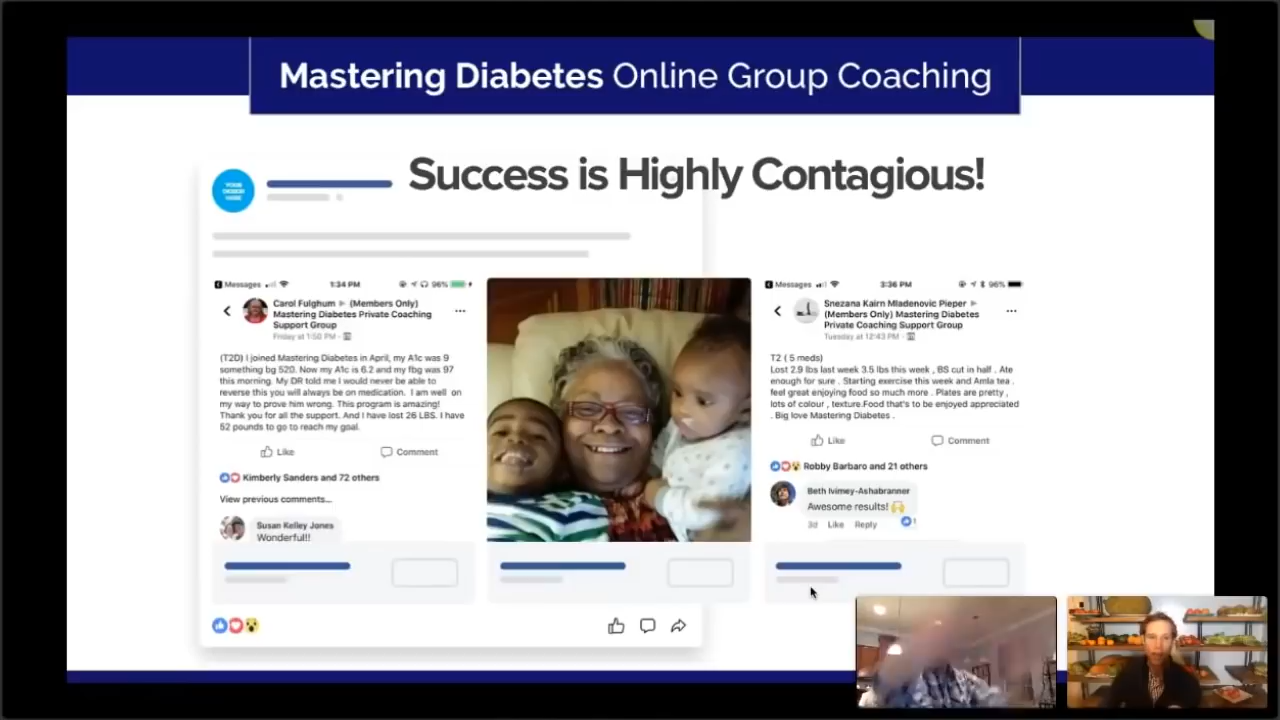 Mastering Diabetes Online Group Coaching
Success is Highly Contagious!
YOUR
DESIGN
HERE
Messages
1:34 PM
96%
Carol Fulghum ▶ (Members Only)
Mastering Diabetes Private Coaching
Support Group
Friday at 1:50 PM ·
(T2D) I joined Mastering Diabetes in April, my A1c was 9
something bg 520. Now my A1c is 6.2 and my fbg was 97
this morning. My DR told me I would never be able to
reverse this you will always be on medication. I am well on
my way to prove him wrong. This program is amazing!
Thank you for all the support. And I have lost 26 LBS. I have
52 pounds to go to reach my goal.
Like Comment
Kimberly Sanders and 72 others
View previous comments...
Susan Kelley Jones
Wonderful!!
Messages
3:36 PM
96%
Snezana Kairn Mladenovic Pieper ▶
(Members Only) Mastering Diabetes
Private Coaching Support Group
Tuesday at 12:43 PM ·
T2 ( 5 meds)
Lost 2.9 lbs last week 3.5 lbs this week , BS cut in half . Ate
enough for sure . Starting exercise this week and Amla tea .
feel great enjoying food so much more . Plates are pretty ,
lots of colour , texture.Food that's to be enjoyed appreciated
. Big love Mastering Diabetes .
Like Comment
Robby Barbaro and 21 others
Beth Ivimey-Ashabranner
Awesome results! 🙌
3d Like Reply 1